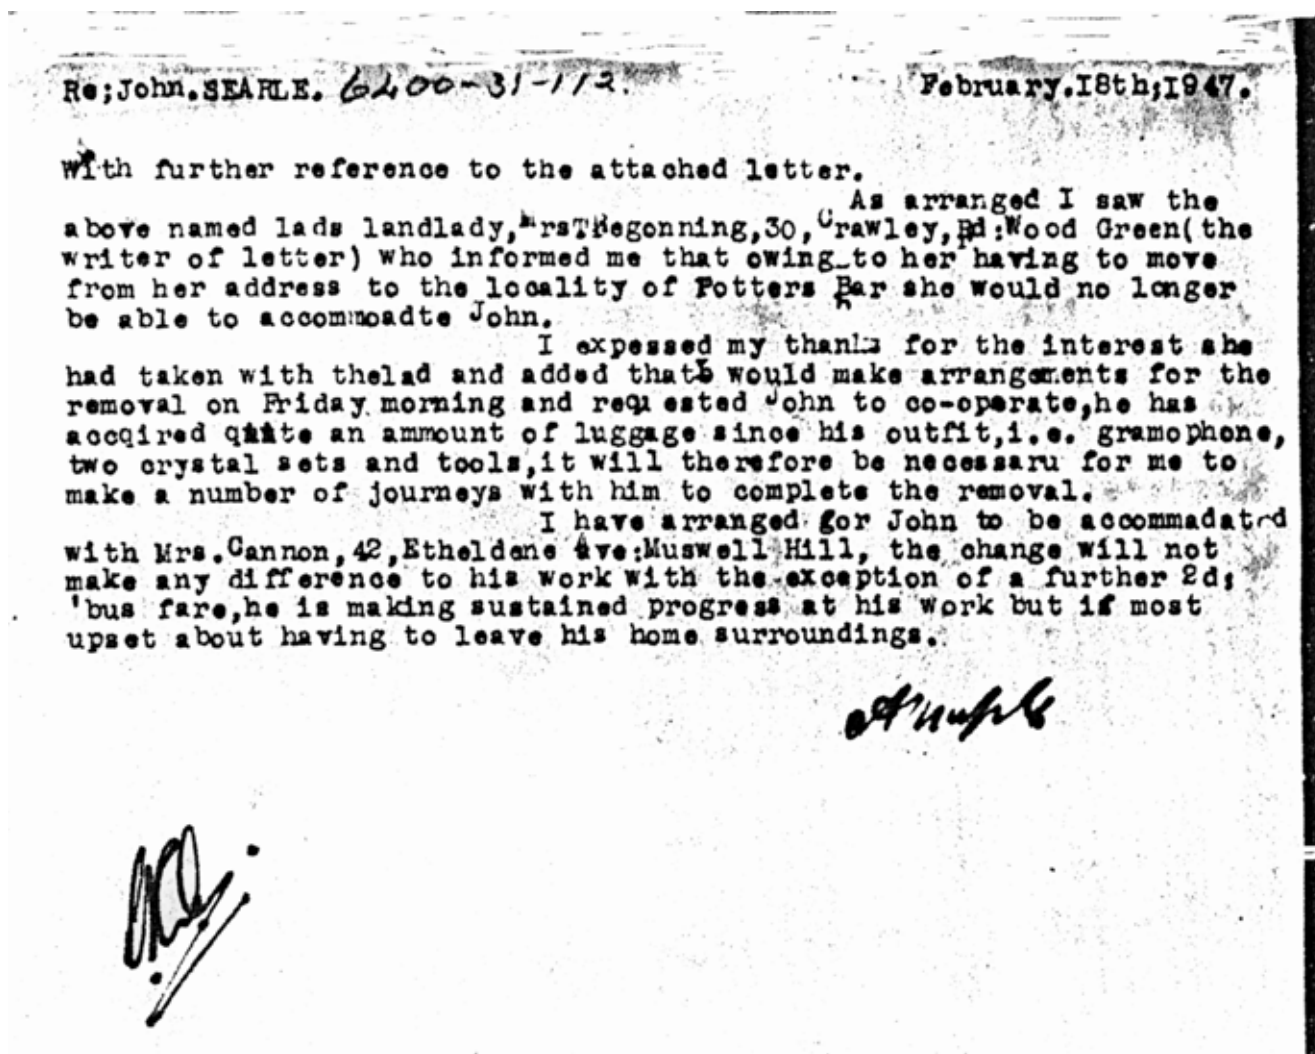 Re;John.SEARLE. 6400-31-112.
February.I8th;I947.
With further reference to the attached letter.
As arranged I saw the
above named lads landlady,MrsTRegonning,30,Crawley,Rd:Wood Green(the
writer of letter) who informed me that owing to her having to move
from her address to the locality of Potters Bar she would no longer
be able to accommoadte John.
I expessed my thanks for the interest she
had taken with thelad and added that I would make arrangements for the
removal on Friday morning and requested John to co-operate,he has
accqired quite an ammount of luggage since his outfit,i.e. gramophone,
two crystal sets and tools,it will therefore be necessaru for me to
make a number of journeys with him to complete the removal.
I have arranged gor John to be accommadated
with Mrs.Cannon,42,Etheldene Ave:Muswell Hill, the change will not
make any difference to his work with the exception of a further 2d;
'bus fare,he is making sustained progress at his work but is most
upset about having to leave his home surroundings.